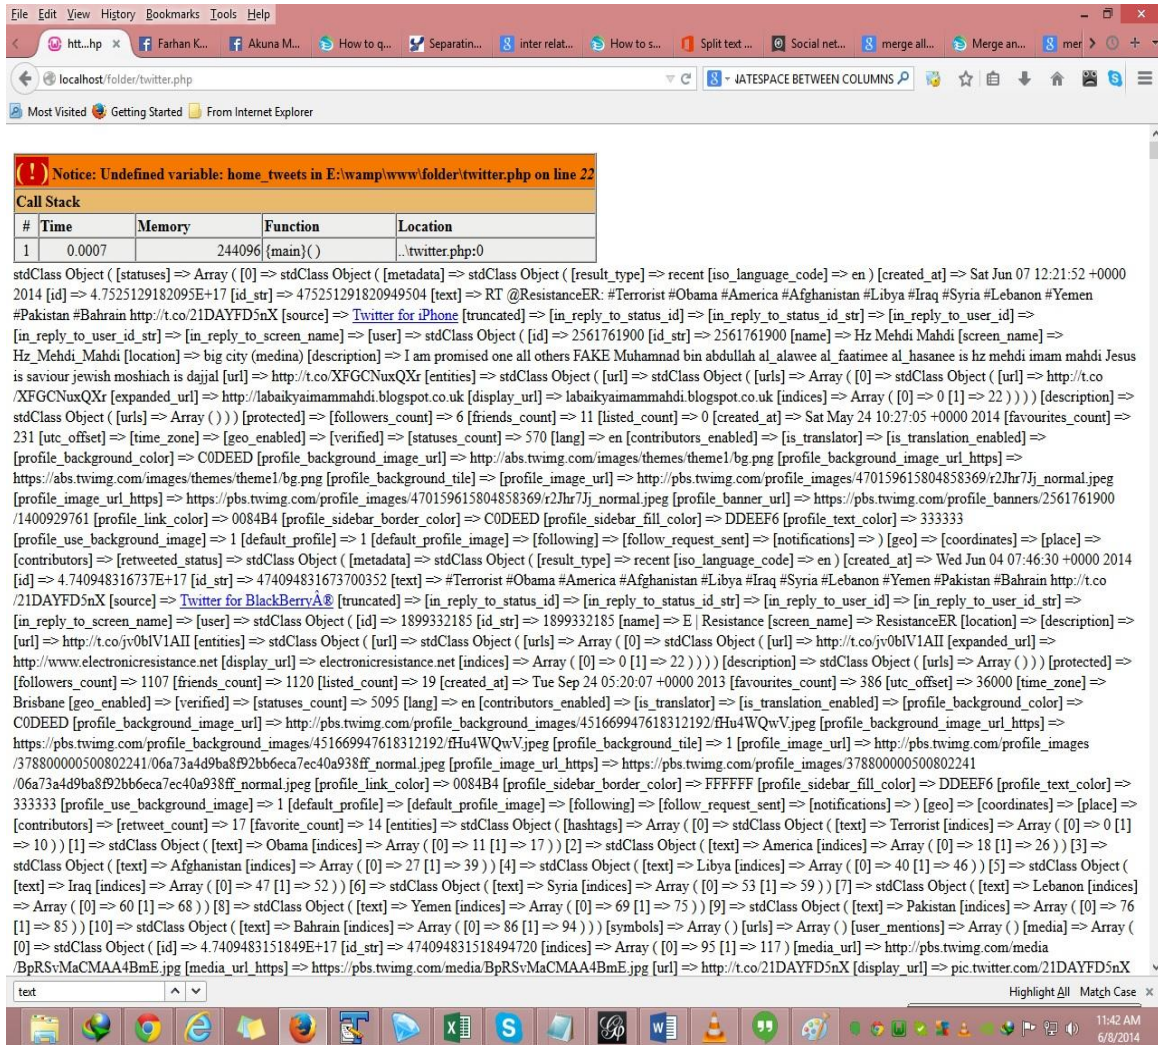 File Edit View History Bookmarks Tools Help
htt...hp × Farhan K... Akuna M... How to q... Separatin... inter relat... How to s... Split text ... Social net... merge all... Merge an... mer
localhost/folder/twitter.php JATESPACE BETWEEN COLUMNS
Most Visited Getting Started From Internet Explorer
( ! ) Notice: Undefined variable: home_tweets in E:\wamp\www\folder\twitter.php on line 22
Call Stack
# Time Memory Function Location
1 0.0007 244096 {main}( ) ..\twitter.php:0
stdClass Object ( [statuses] => Array ( [0] => stdClass Object ( [metadata] => stdClass Object ( [result_type] => recent [iso_language_code] => en ) [created_at] => Sat Jun 07 12:21:52 +0000
2014 [id] => 4.7525129182095E+17 [id_str] => 475251291820949504 [text] => RT @ResistanceER: #Terrorist #Obama #America #Afghanistan #Libya #Iraq #Syria #Lebanon #Yemen
#Pakistan #Bahrain http://t.co/21DAYFD5nX [source] => Twitter for iPhone [truncated] => [in_reply_to_status_id] => [in_reply_to_status_id_str] => [in_reply_to_user_id] =>
[in_reply_to_user_id_str] => [in_reply_to_screen_name] => [user] => stdClass Object ( [id] => 2561761900 [id_str] => 2561761900 [name] => Hz Mehdi Mahdi [screen_name] =>
Hz_Mehdi_Mahdi [location] => big city (medina) [description] => I am promised one all others FAKE Muhamnad bin abdullah al_alawee al_faatimee al_hasanee is hz mehdi imam mahdi Jesus
is saviour jewish moshiach is dajjal [url] => http://t.co/XFGCNuxQXr [entities] => stdClass Object ( [url] => stdClass Object ( [urls] => Array ( [0] => stdClass Object ( [url] => http://t.co
/XFGCNuxQXr [expanded_url] => http://labaikyaimammahdi.blogspot.co.uk [display_url] => labaikyaimammahdi.blogspot.co.uk [indices] => Array ( [0] => 0 [1] => 22 ) ) ) ) [description] =>
stdClass Object ( [urls] => Array ( ) ) ) [protected] => [followers_count] => 6 [friends_count] => 11 [listed_count] => 0 [created_at] => Sat May 24 10:27:05 +0000 2014 [favourites_count] =>
231 [utc_offset] => [time_zone] => [geo_enabled] => [verified] => [statuses_count] => 570 [lang] => en [contributors_enabled] => [is_translator] => [is_translation_enabled] =>
[profile_background_color] => C0DEED [profile_background_image_url] => http://abs.twimg.com/images/themes/theme1/bg.png [profile_background_image_url_https] =>
https://abs.twimg.com/images/themes/theme1/bg.png [profile_background_tile] => [profile_image_url] => http://pbs.twimg.com/profile_images/470159615804858369/r2Jhr7Jj_normal.jpeg
[profile_image_url_https] => https://pbs.twimg.com/profile_images/470159615804858369/r2Jhr7Jj_normal.jpeg [profile_banner_url] => https://pbs.twimg.com/profile_banners/2561761900
/1400929761 [profile_link_color] => 0084B4 [profile_sidebar_border_color] => C0DEED [profile_sidebar_fill_color] => DDEEF6 [profile_text_color] => 333333
[profile_use_background_image] => 1 [default_profile] => 1 [default_profile_image] => [following] => [follow_request_sent] => [notifications] => ) [geo] => [coordinates] => [place] =>
[contributors] => [retweeted_status] => stdClass Object ( [metadata] => stdClass Object ( [result_type] => recent [iso_language_code] => en ) [created_at] => Wed Jun 04 07:46:30 +0000 2014
[id] => 4.740948316737E+17 [id_str] => 474094831673700352 [text] => #Terrorist #Obama #America #Afghanistan #Libya #Iraq #Syria #Lebanon #Yemen #Pakistan #Bahrain http://t.co
/21DAYFD5nX [source] => Twitter for BlackBerryÂ® [truncated] => [in_reply_to_status_id] => [in_reply_to_status_id_str] => [in_reply_to_user_id] => [in_reply_to_user_id_str] =>
[in_reply_to_screen_name] => [user] => stdClass Object ( [id] => 1899332185 [id_str] => 1899332185 [name] => E | Resistance [screen_name] => ResistanceER [location] => [description] =>
[url] => http://t.co/jv0blV1AII [entities] => stdClass Object ( [url] => stdClass Object ( [urls] => Array ( [0] => stdClass Object ( [url] => http://t.co/jv0blV1AII [expanded_url] =>
http://www.electronicresistance.net [display_url] => electronicresistance.net [indices] => Array ( [0] => 0 [1] => 22 ) ) ) ) [description] => stdClass Object ( [urls] => Array ( ) ) ) [protected] =>
[followers_count] => 1107 [friends_count] => 1120 [listed_count] => 19 [created_at] => Tue Sep 24 05:20:07 +0000 2013 [favourites_count] => 386 [utc_offset] => 36000 [time_zone] =>
Brisbane [geo_enabled] => [verified] => [statuses_count] => 5095 [lang] => en [contributors_enabled] => [is_translator] => [is_translation_enabled] => [profile_background_color] =>
C0DEED [profile_background_image_url] => http://pbs.twimg.com/profile_background_images/451669947618312192/fHu4WQwV.jpeg [profile_background_image_url_https] =>
https://pbs.twimg.com/profile_background_images/451669947618312192/fHu4WQwV.jpeg [profile_background_tile] => 1 [profile_image_url] => http://pbs.twimg.com/profile_images
/378800000500802241/06a73a4d9ba8f92bb6eca7ec40a938ff_normal.jpeg [profile_image_url_https] => https://pbs.twimg.com/profile_images/378800000500802241
/06a73a4d9ba8f92bb6eca7ec40a938ff_normal.jpeg [profile_link_color] => 0084B4 [profile_sidebar_border_color] => FFFFFF [profile_sidebar_fill_color] => DDEEF6 [profile_text_color] =>
333333 [profile_use_background_image] => 1 [default_profile] => [default_profile_image] => [following] => [follow_request_sent] => [notifications] => ) [geo] => [coordinates] => [place] =>
[contributors] => [retweet_count] => 17 [favorite_count] => 14 [entities] => stdClass Object ( [hashtags] => Array ( [0] => stdClass Object ( [text] => Terrorist [indices] => Array ( [0] => 0 [1]
=> 10 ) ) [1] => stdClass Object ( [text] => Obama [indices] => Array ( [0] => 11 [1] => 17 ) ) [2] => stdClass Object ( [text] => America [indices] => Array ( [0] => 18 [1] => 26 ) ) [3] =>
stdClass Object ( [text] => Afghanistan [indices] => Array ( [0] => 27 [1] => 39 ) ) [4] => stdClass Object ( [text] => Libya [indices] => Array ( [0] => 40 [1] => 46 ) ) [5] => stdClass Object (
[text] => Iraq [indices] => Array ( [0] => 47 [1] => 52 ) ) [6] => stdClass Object ( [text] => Syria [indices] => Array ( [0] => 53 [1] => 59 ) ) [7] => stdClass Object ( [text] => Lebanon [indices]
=> Array ( [0] => 60 [1] => 68 ) ) [8] => stdClass Object ( [text] => Yemen [indices] => Array ( [0] => 69 [1] => 75 ) ) [9] => stdClass Object ( [text] => Pakistan [indices] => Array ( [0] => 76
[1] => 85 ) ) [10] => stdClass Object ( [text] => Bahrain [indices] => Array ( [0] => 86 [1] => 94 ) ) ) [symbols] => Array ( ) [urls] => Array ( ) [user_mentions] => Array ( ) [media] => Array (
[0] => stdClass Object ( [id] => 4.7409483151849E+17 [id_str] => 474094831518494720 [indices] => Array ( [0] => 95 [1] => 117 ) [media_url] => http://pbs.twimg.com/media
/BpRSvMaCMAA4BmE.jpg [media_url_https] => https://pbs.twimg.com/media/BpRSvMaCMAA4BmE.jpg [url] => http://t.co/21DAYFD5nX [display_url] => pic.twitter.com/21DAYFD5nX
text Highlight All Match Case ×
11:42 AM
6/8/2014